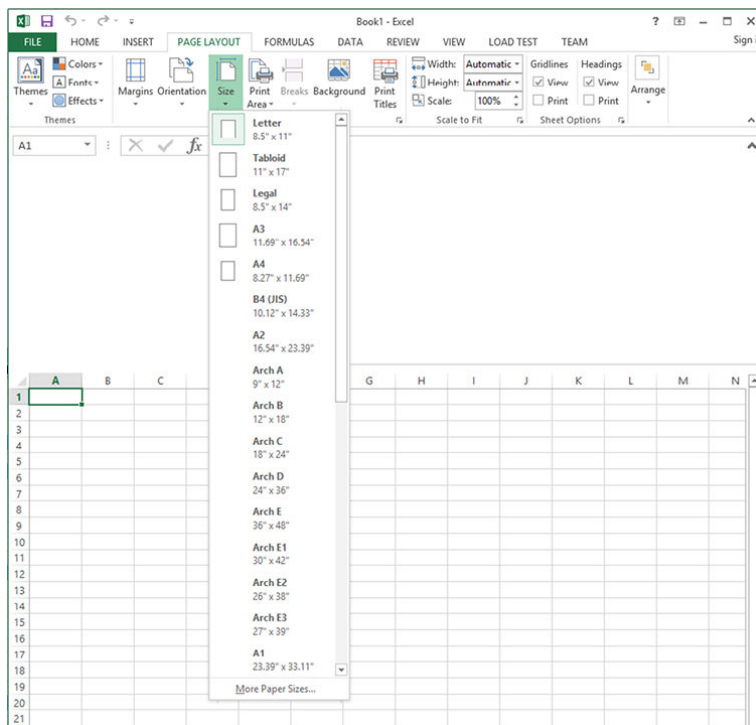 Book1 - Excel
?
FILE HOME INSERT PAGE LAYOUT FORMULAS DATA REVIEW VIEW LOAD TEST TEAM Sign
Aa Colors Width: Automatic Gridlines Headings
A Fonts Height: Automatic View View
Themes Effects Margins Orientation Size Print Area Breaks Background Print Titles Scale: 100% Print Print Arrange
Themes Scale to Fit Sheet Options
A1 fx
Letter
8.5" x 11"
Tabloid
11" x 17"
Legal
8.5" x 14"
A3
11.69" x 16.54"
A4
8.27" x 11.69"
B4 (JIS)
10.12" x 14.33"
A2
16.54" x 23.39"
Arch A
9" x 12"
Arch B
12" x 18"
Arch C
18" x 24"
Arch D
24" x 36"
Arch E
36" x 48"
Arch E1
30" x 42"
Arch E2
26" x 38"
Arch E3
27" x 39"
A1
23.39" x 33.11"
More Paper Sizes...
A B C G H I J K L M N
1
2
3
4
5
6
7
8
9
10
11
12
13
14
15
16
17
18
19
20
21